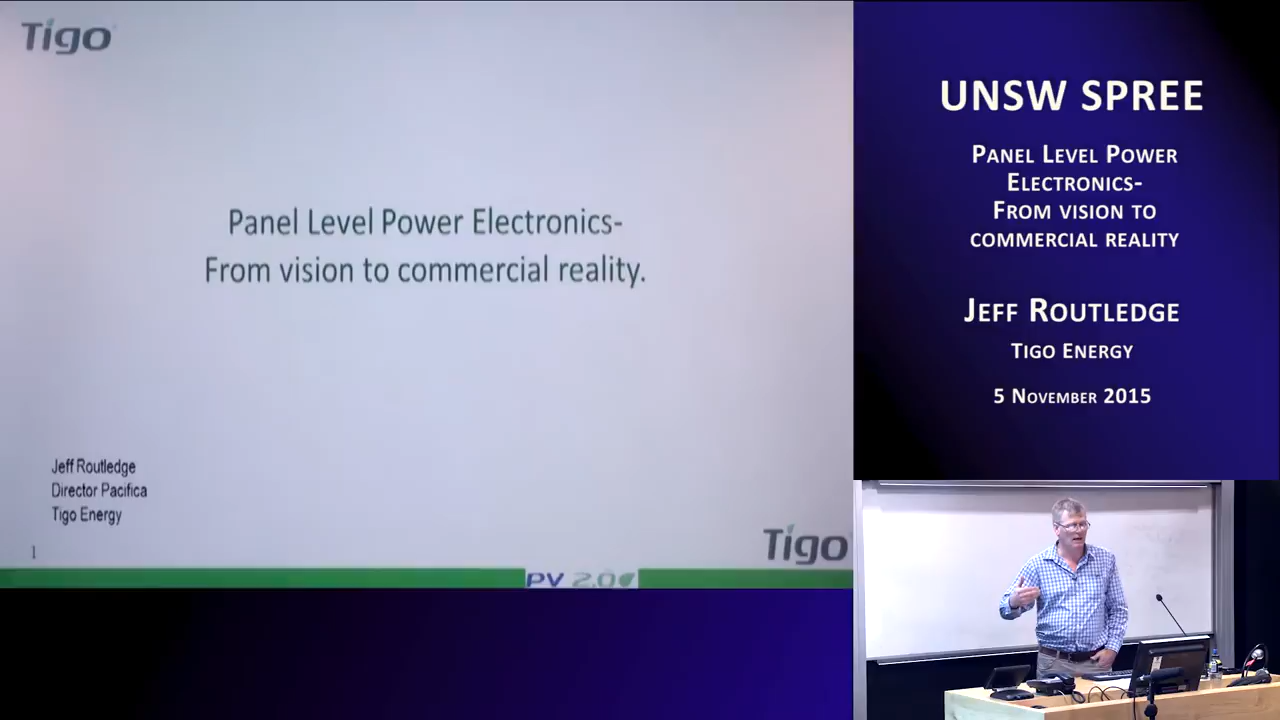 Tigo
Panel Level Power Electronics-
From vision to commercial reality.
Jeff Routledge
Director Pacifica
Tigo Energy
1
Tigo
PV 2.0
UNSW SPREE
PANEL LEVEL POWER
ELECTRONICS-
FROM VISION TO
COMMERCIAL REALITY
JEFF ROUTLEDGE
TIGO ENERGY
5 NOVEMBER 2015